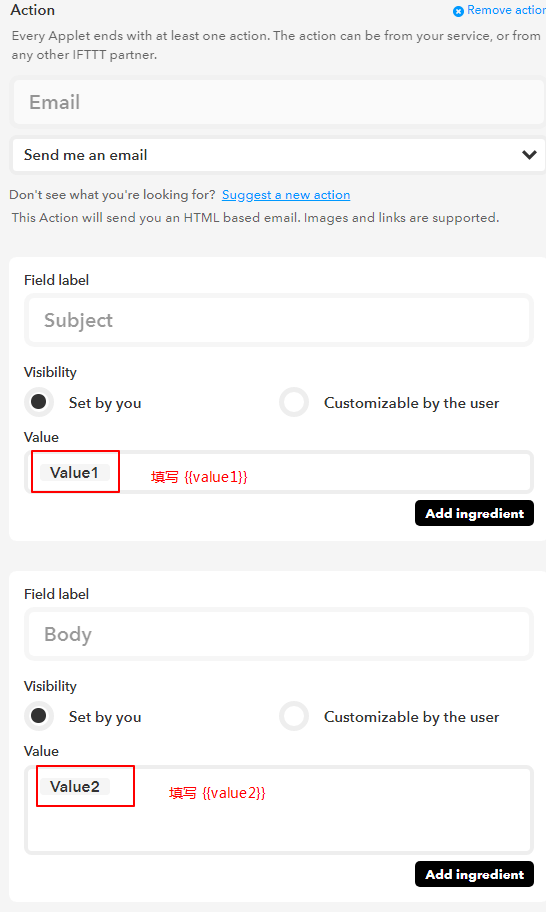 Action
Remove action
Every Applet ends with at least one action. The action can be from your service, or from
any other IFTTT partner.
Email
Send me an email
Don't see what you're looking for? Suggest a new action
This Action will send you an HTML based email. Images and links are supported.
Field label
Subject
Visibility
Set by you
Customizable by the user
Value
Value1 填写 {{value1}}
Add ingredient
Field label
Body
Visibility
Set by you
Customizable by the user
Value
Value2 填写 {{value2}}
Add ingredient